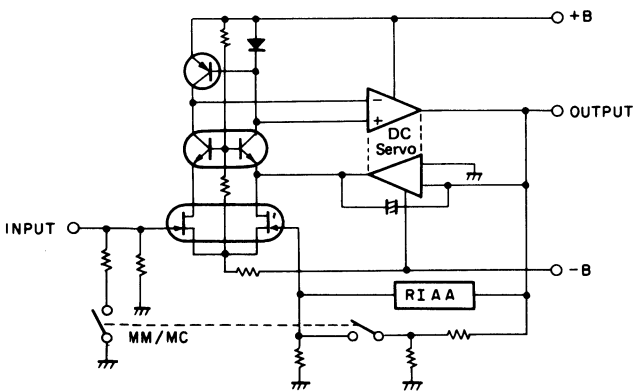 +B
−
+
OUTPUT
DC
Servo
INPUT
−B
RIAA
MM/MC